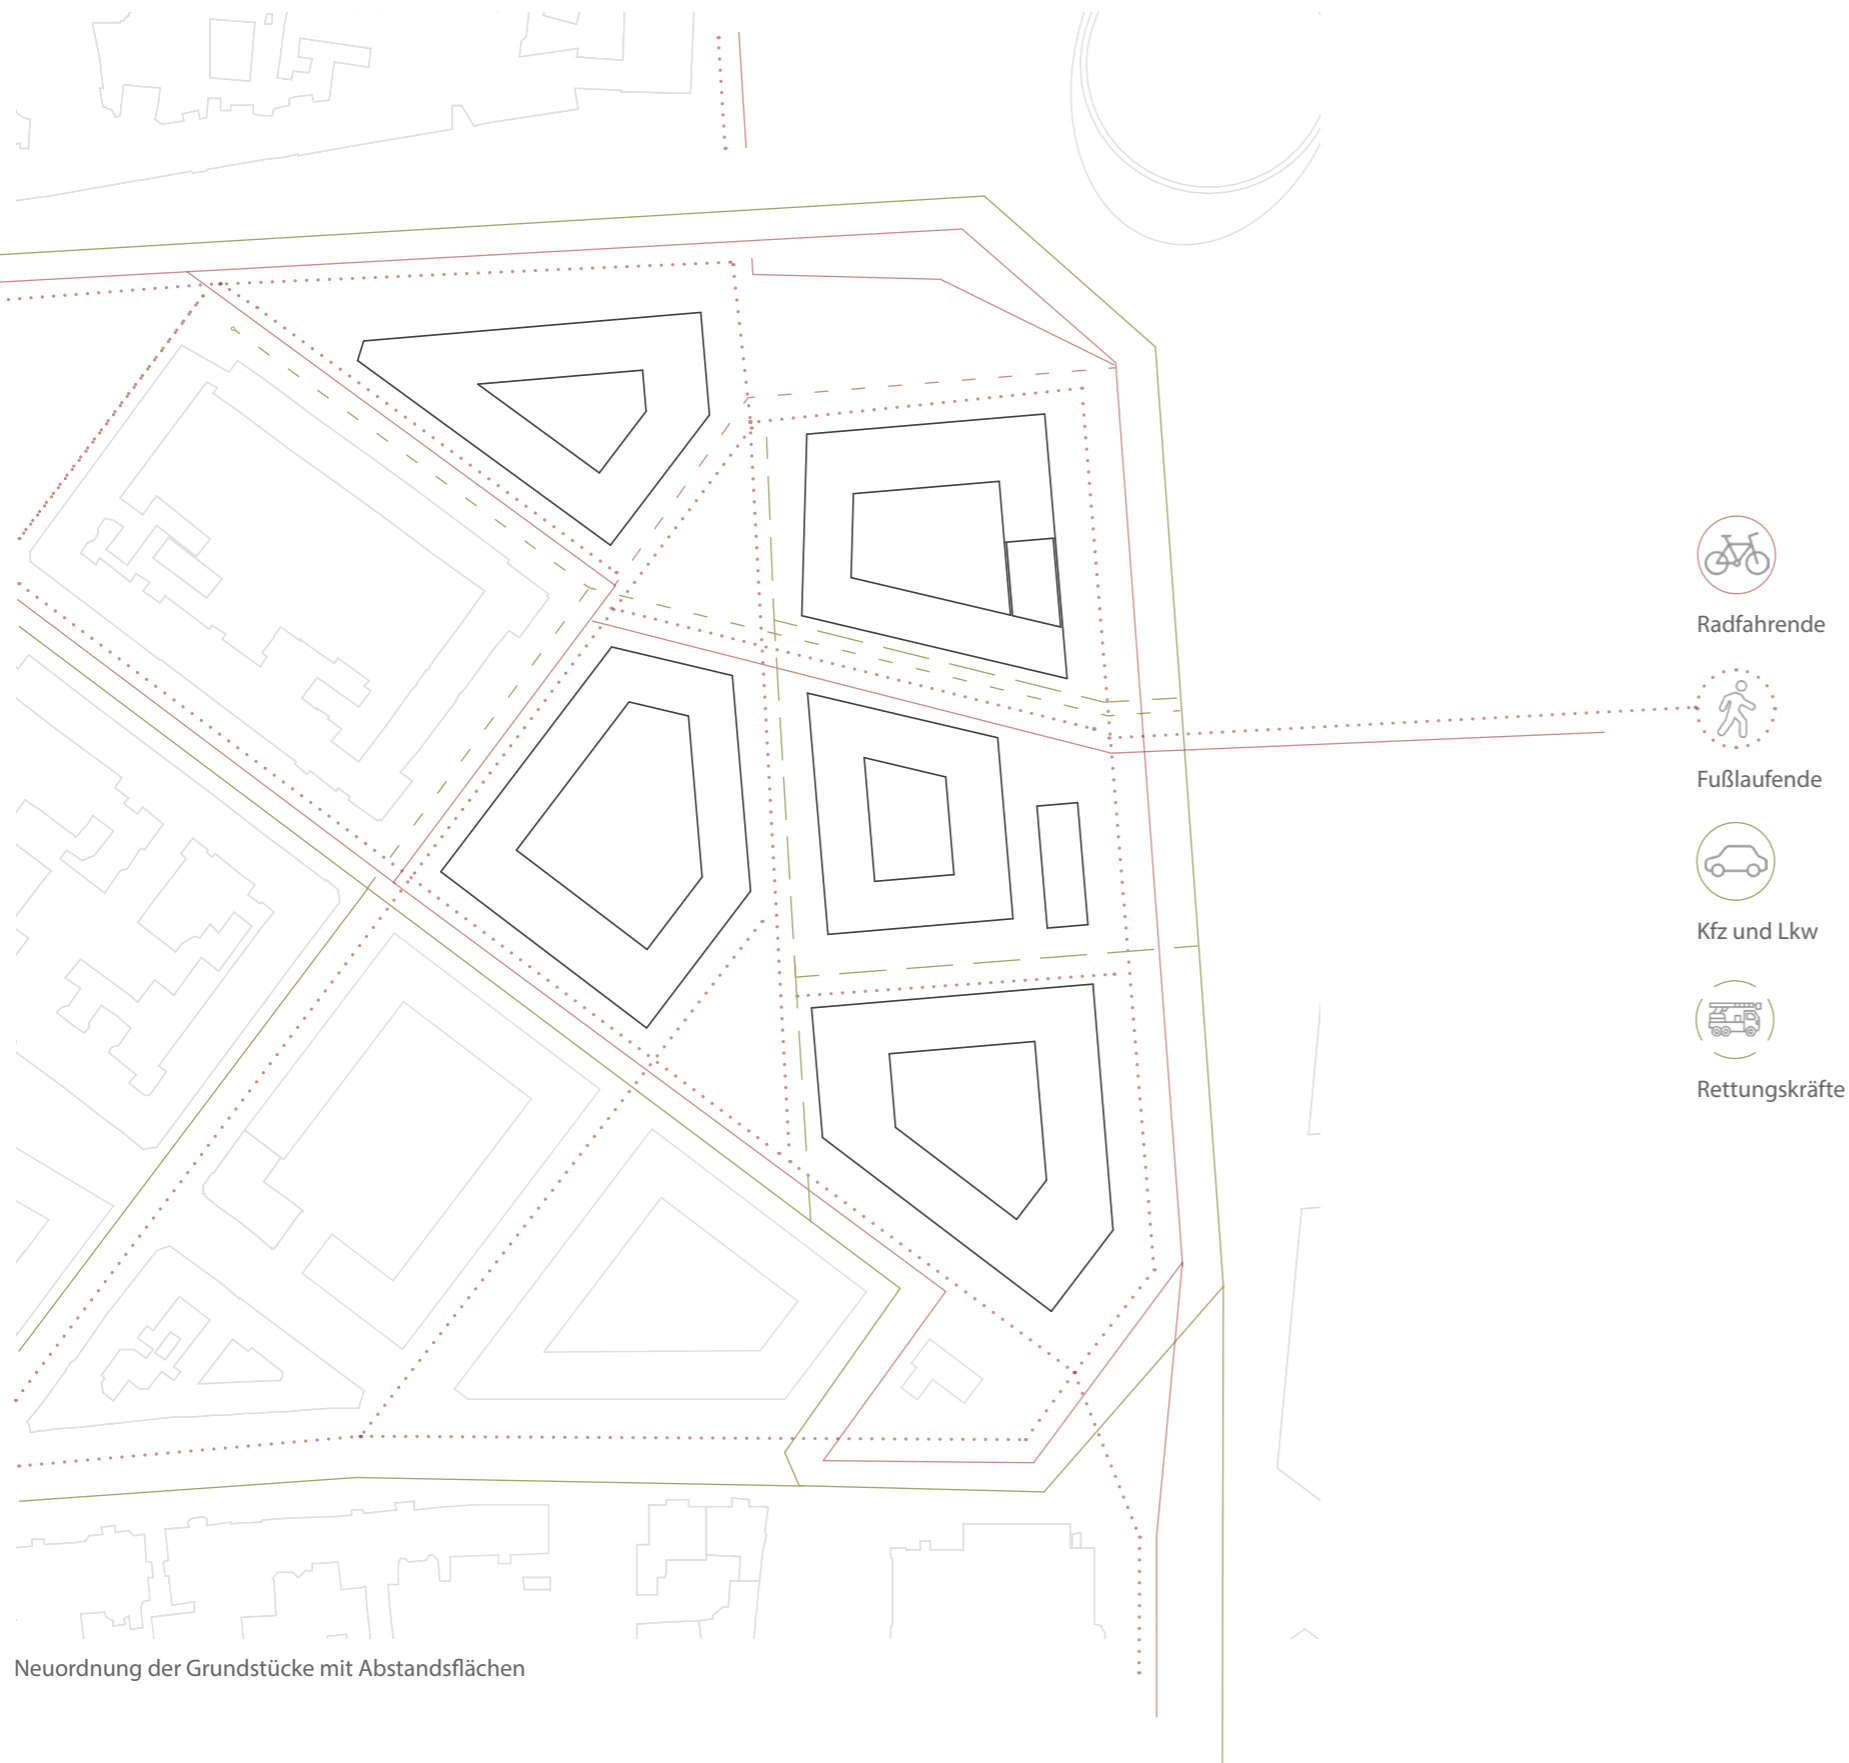 Radfahrende
Fußlaufende
Kfz und Lkw
Rettungskräfte
Neuordnung der Grundstücke mit Abstandsflächen